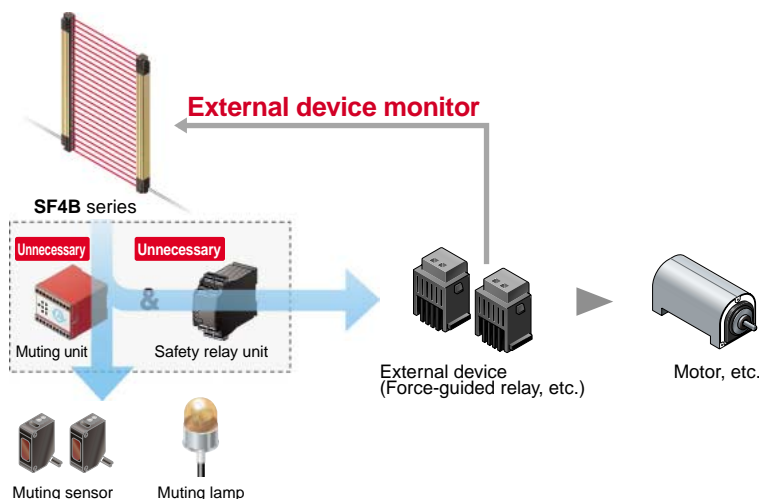 External device monitor
SF4B series
Unnecessary
Unnecessary
&
Muting unit
Safety relay unit
External device
(Force-guided relay, etc.)
Motor, etc.
Muting sensor
Muting lamp